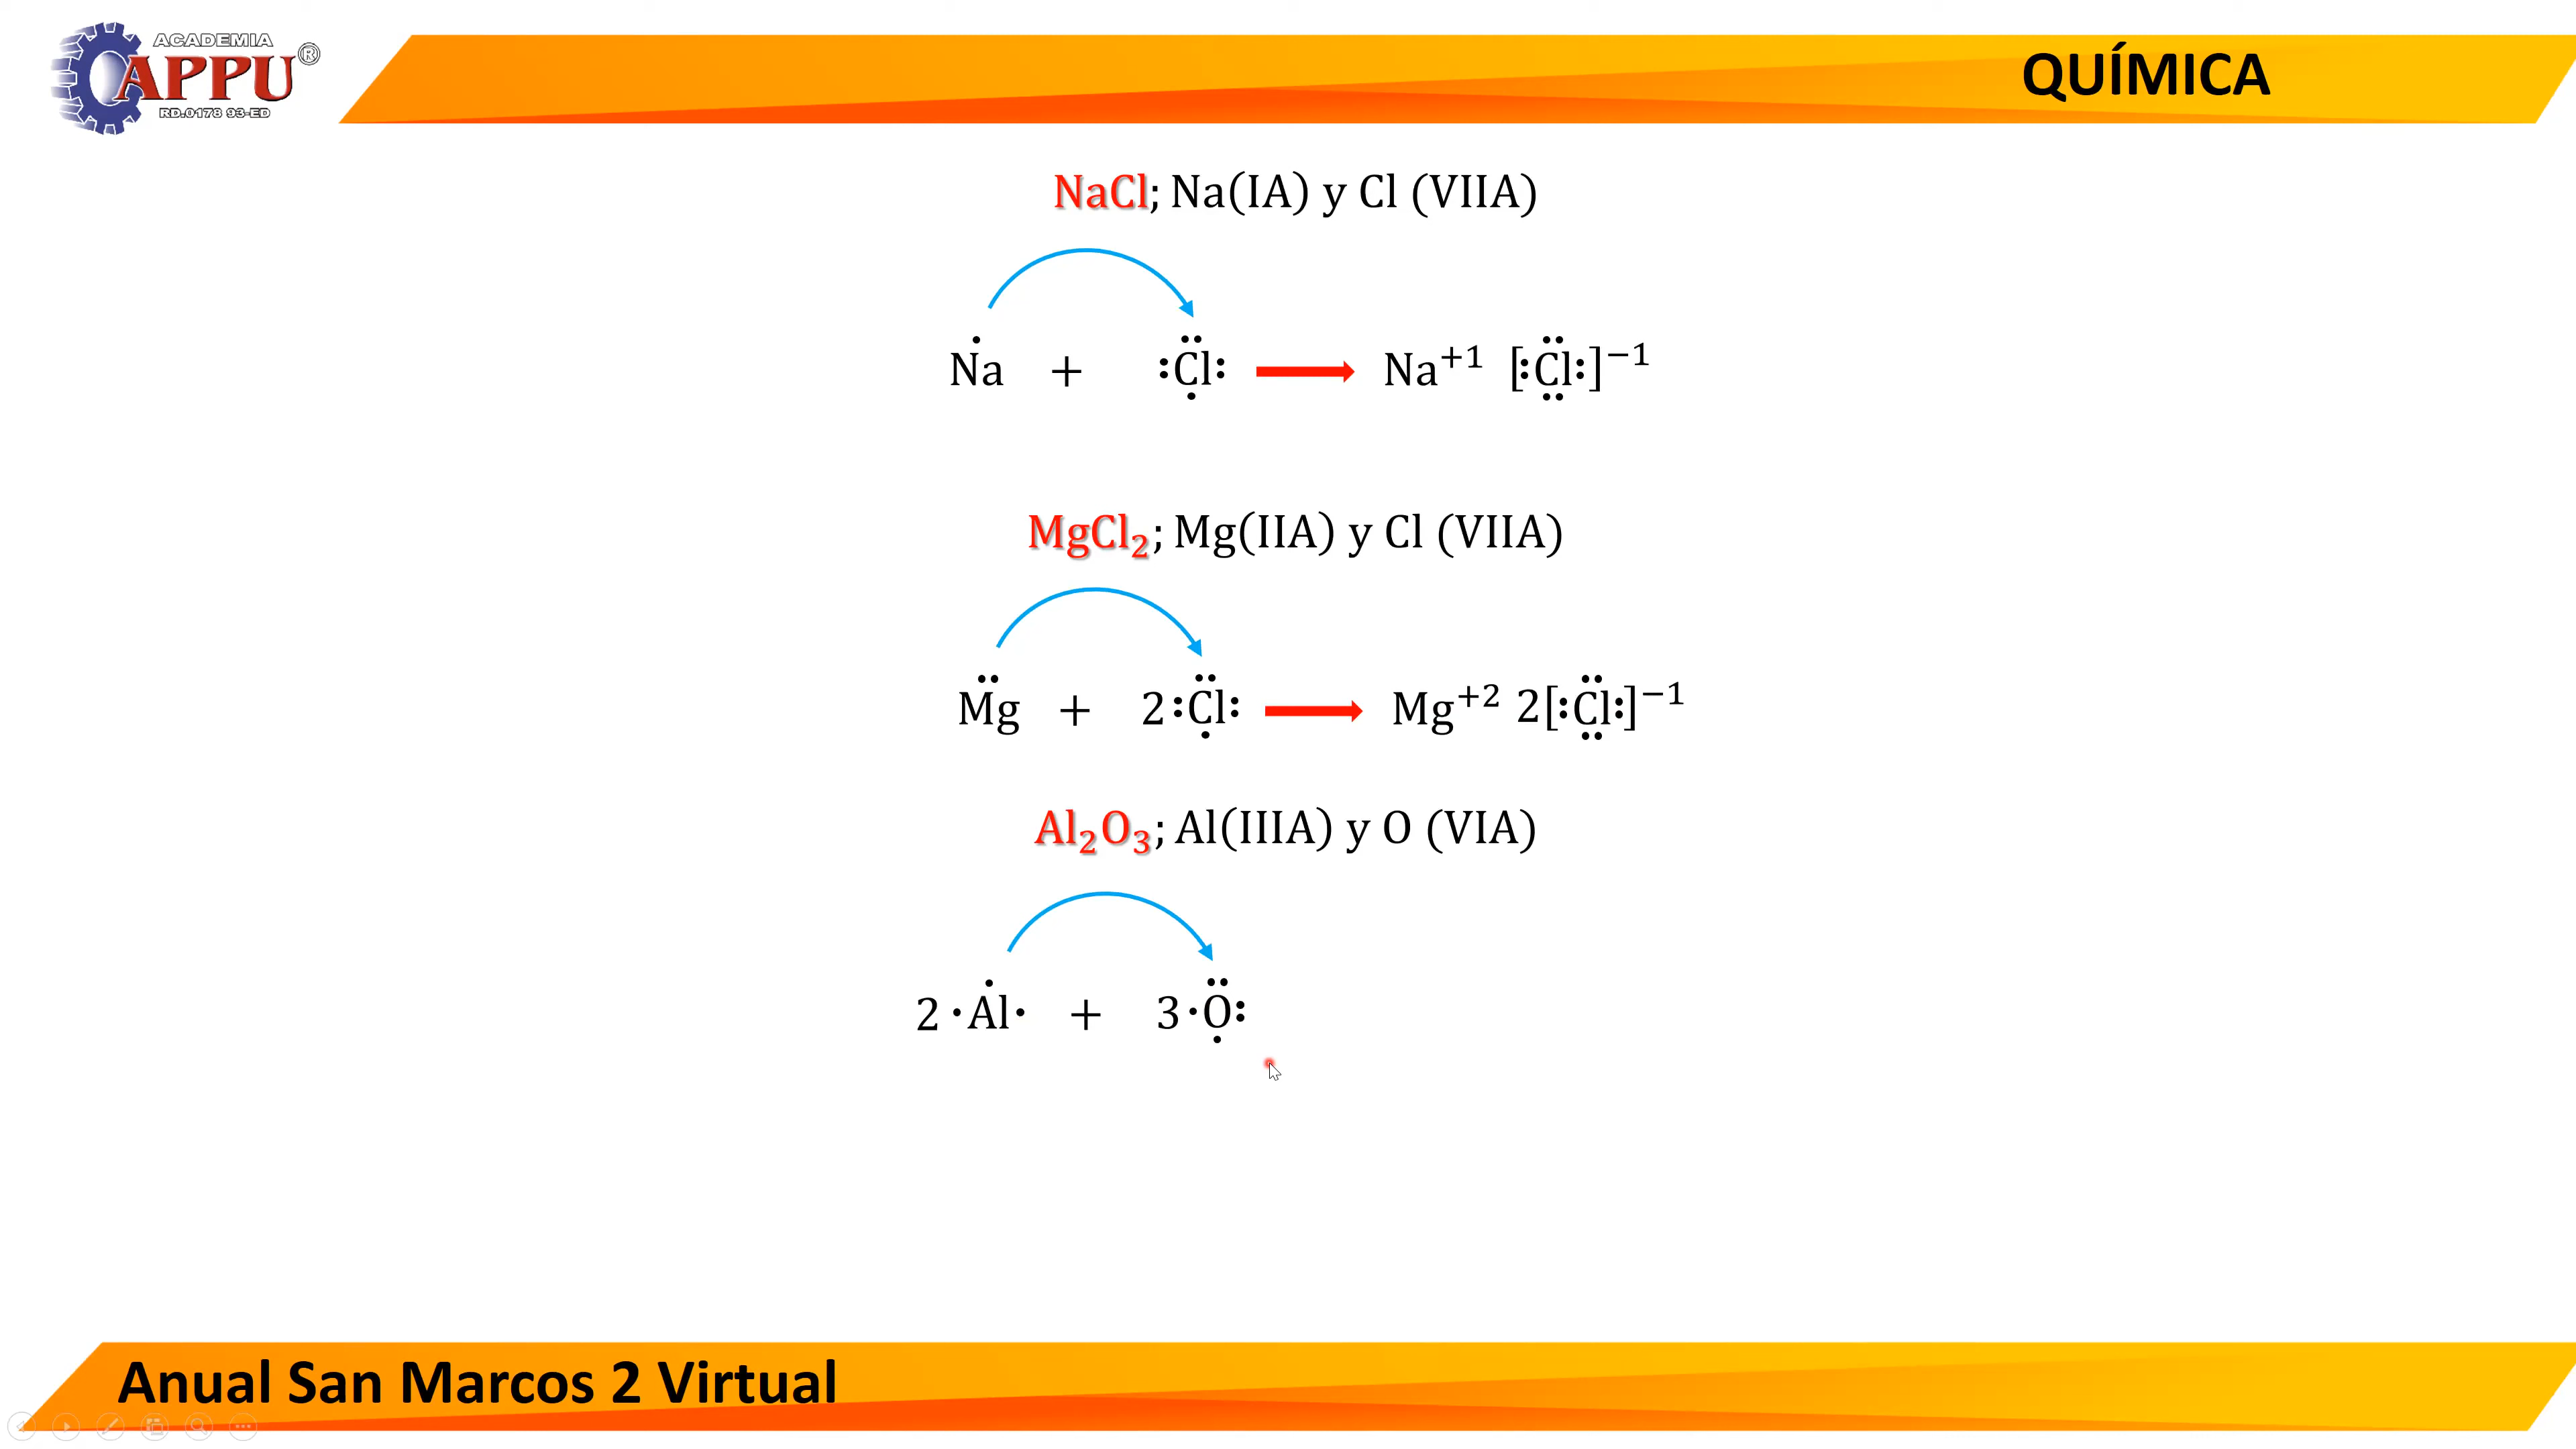 ACADEMIA
APPU®
RD.0178 93-ED
QUÍMICA
NaCl; Na(IA) y Cl (VIIA)
Na + Cl Na⁺¹ [Cl]⁻¹
MgCl₂; Mg(IIA) y Cl (VIIA)
Mg + 2 Cl Mg⁺² 2[Cl]⁻¹
Al₂O₃; Al(IIIA) y O (VIA)
2 ·Al· + 3 ·O:
Anual San Marcos 2 Virtual